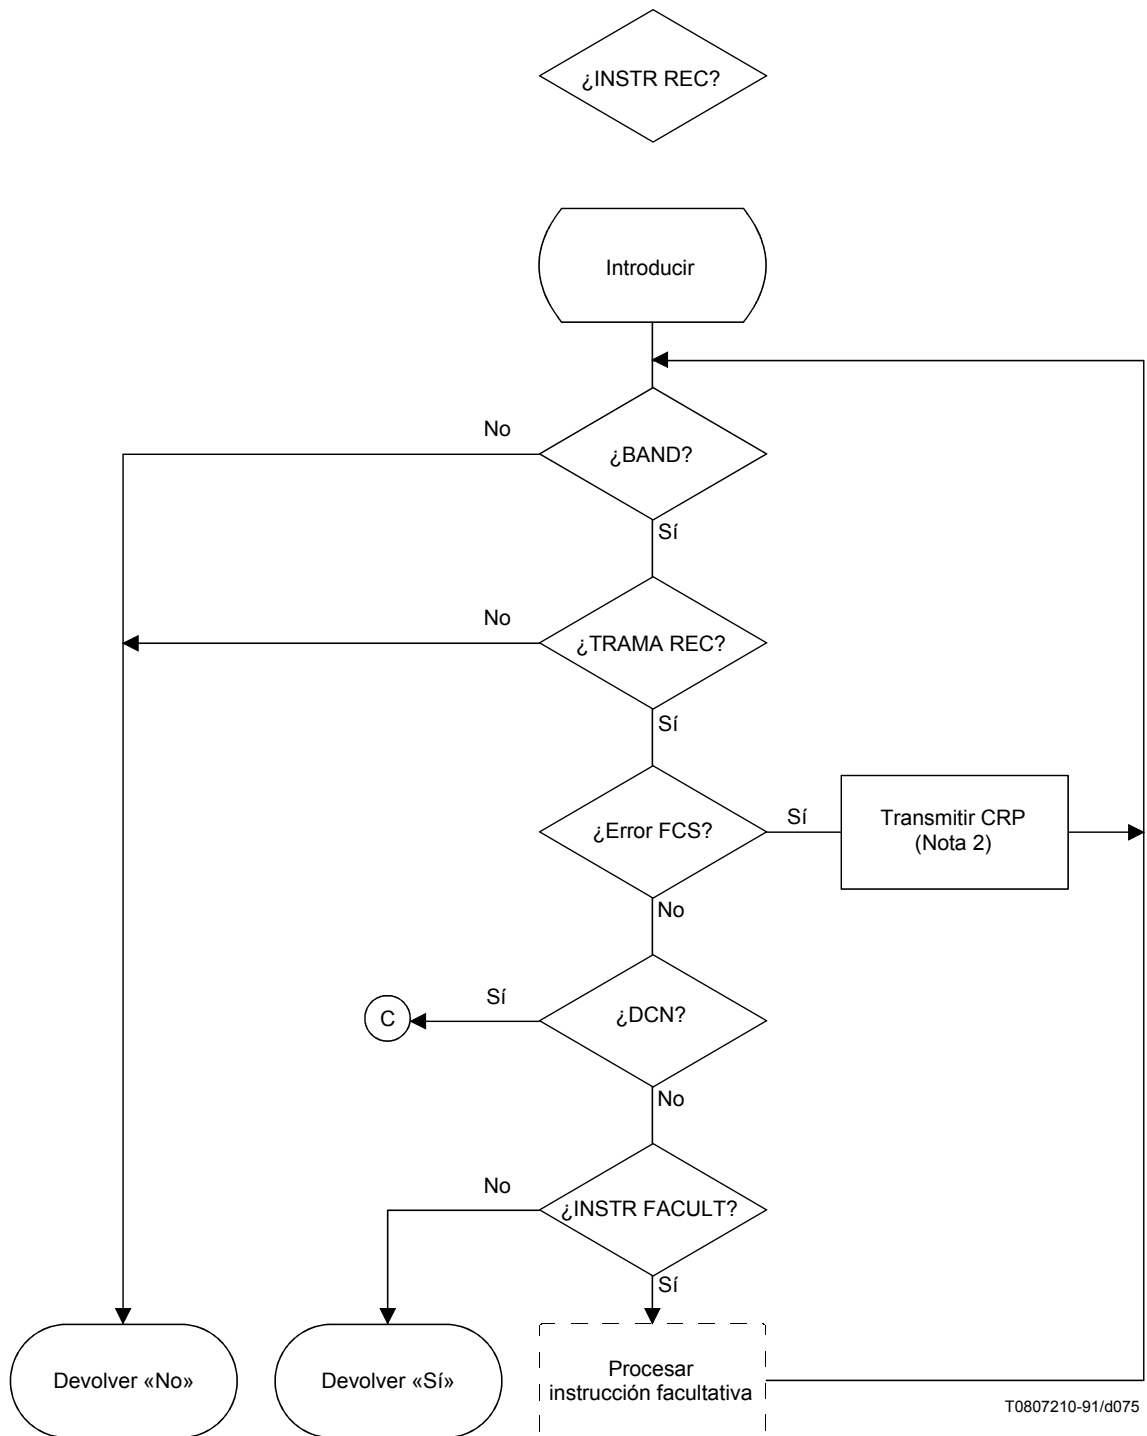 ¿INSTR REC?
Introducir
No
¿BAND?
Sí
No
¿TRAMA REC?
Sí
¿Error FCS?
Sí
Transmitir CRP
(Nota 2)
No
Sí
C
¿DCN?
No
No
¿INSTR FACULT?
Sí
Devolver «No»
Devolver «Sí»
Procesar
instrucción facultativa
T0807210-91/d075